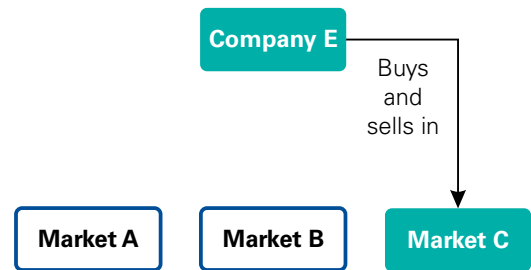 Company E
Buys
and
sells in
Market A
Market B
Market C